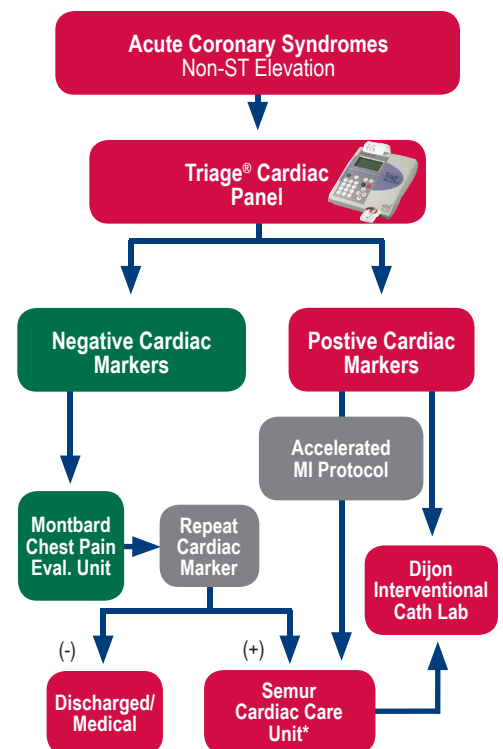 Acute Coronary Syndromes
Non-ST Elevation
Triage® Cardiac
Panel
Negative Cardiac
Markers
Postive Cardiac
Markers
Accelerated
MI Protocol
Montbard
Chest Pain
Eval. Unit
Repeat
Cardiac
Marker
Dijon
Interventional
Cath Lab
(-)
(+)
Discharged/
Medical
Semur
Cardiac Care
Unit*